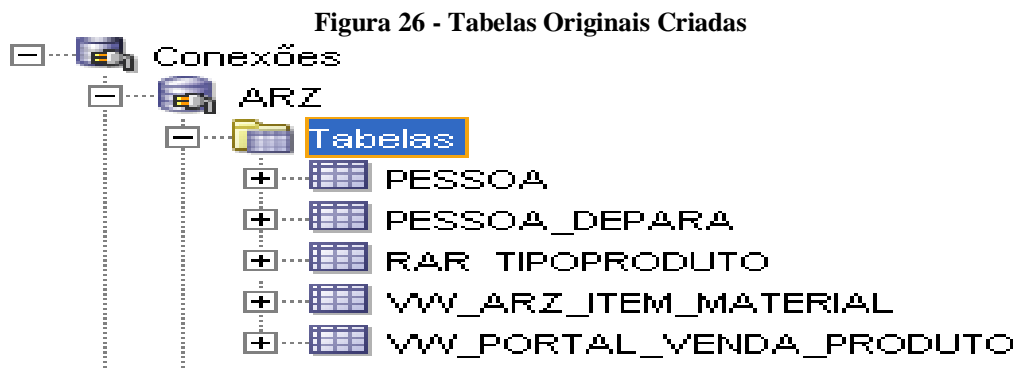 Figura 26 - Tabelas Originais Criadas
Conexões
ARZ
Tabelas
PESSOA
PESSOA_DEPARA
RAR TIPOPRODUTO
VW_ARZ_ITEM_MATERIAL
VW_PORTAL_VENDA_PRODUTO